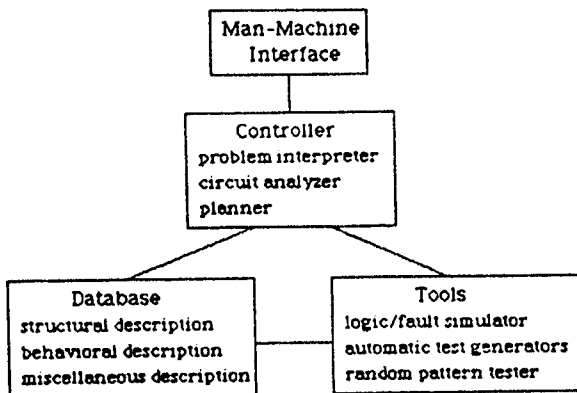 Man-Machine
Interface
Controller
problem interpreter
circuit analyzer
planner
Database
structural description
behavioral description
miscellaneous description
Tools
logic/fault simulator
automatic test generators
random pattern tester